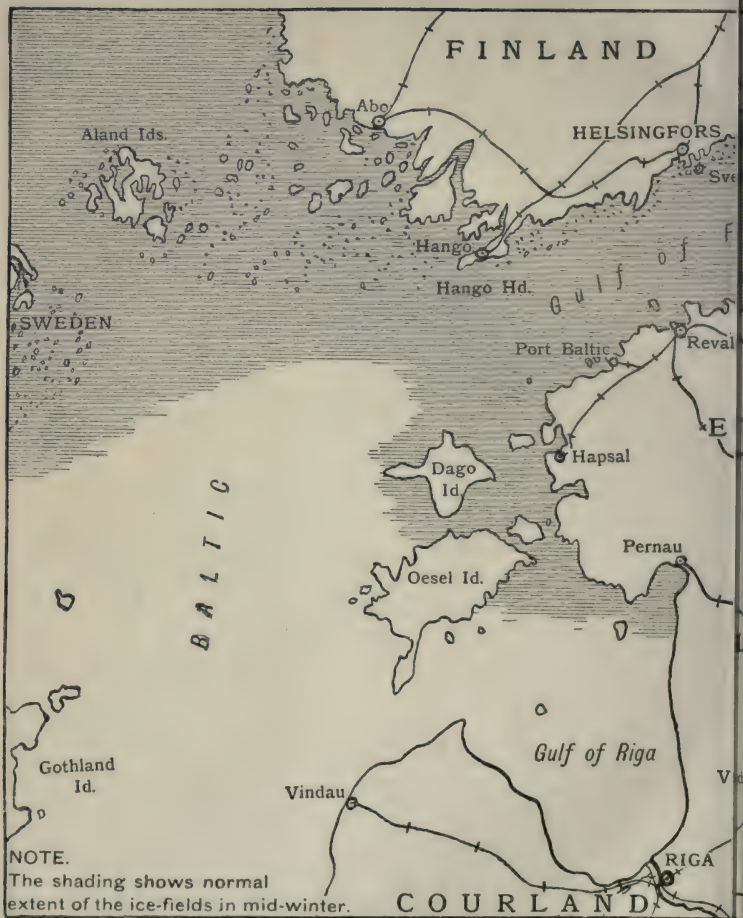 FINLAND
Abo
Aland Ids.
HELSINGFORS
Sve
Hango
Hango Hd.
Gulf of F
SWEDEN
Port Baltic
Reval
E
Hapsal
Dago
Id.
BALTIC
Pernau
Oesel Id.
Gulf of Riga
Gothland
Id.
Vindau
V
NOTE.
The shading shows normal
extent of the ice-fields in mid-winter.
RIGA
COURLAND